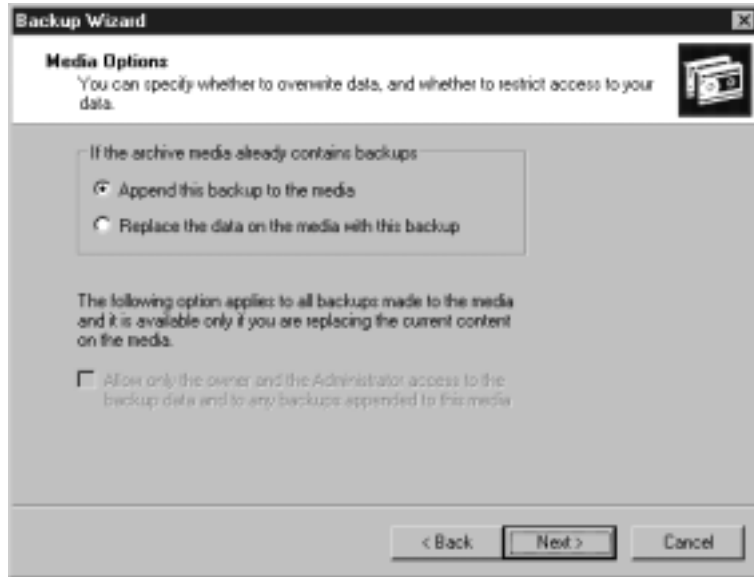 Backup Wizard
Media Options
You can specify whether to overwrite data, and whether to restrict access to your
data.
If the archive media already contains backups
Append this backup to the media
Replace the data on the media with this backup
The following option applies to all backups made to the media
and it is available only if you are replacing the current content
on the media.
Allow only the owner and the Administrator access to the
backup data and to any backups appended to this media
< Back
Next >
Cancel